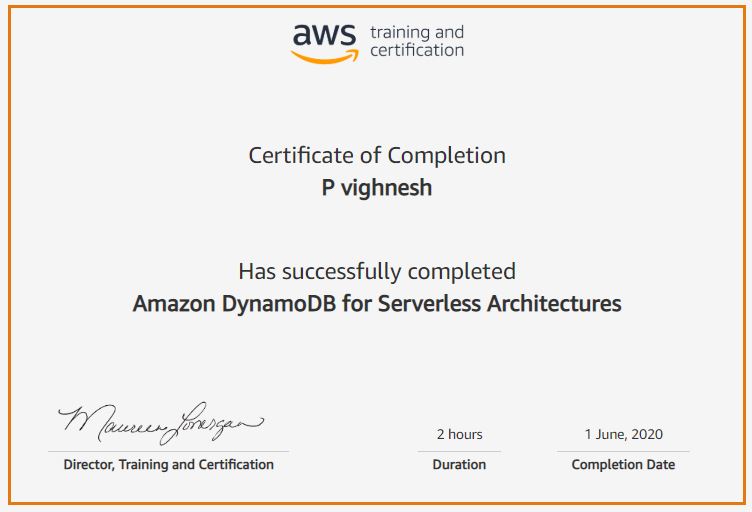 aws training and
certification
Certificate of Completion
P vighnesh
Has successfully completed
Amazon DynamoDB for Serverless Architectures
Maureen Lonergan
2 hours
1 June, 2020
Director, Training and Certification
Duration
Completion Date